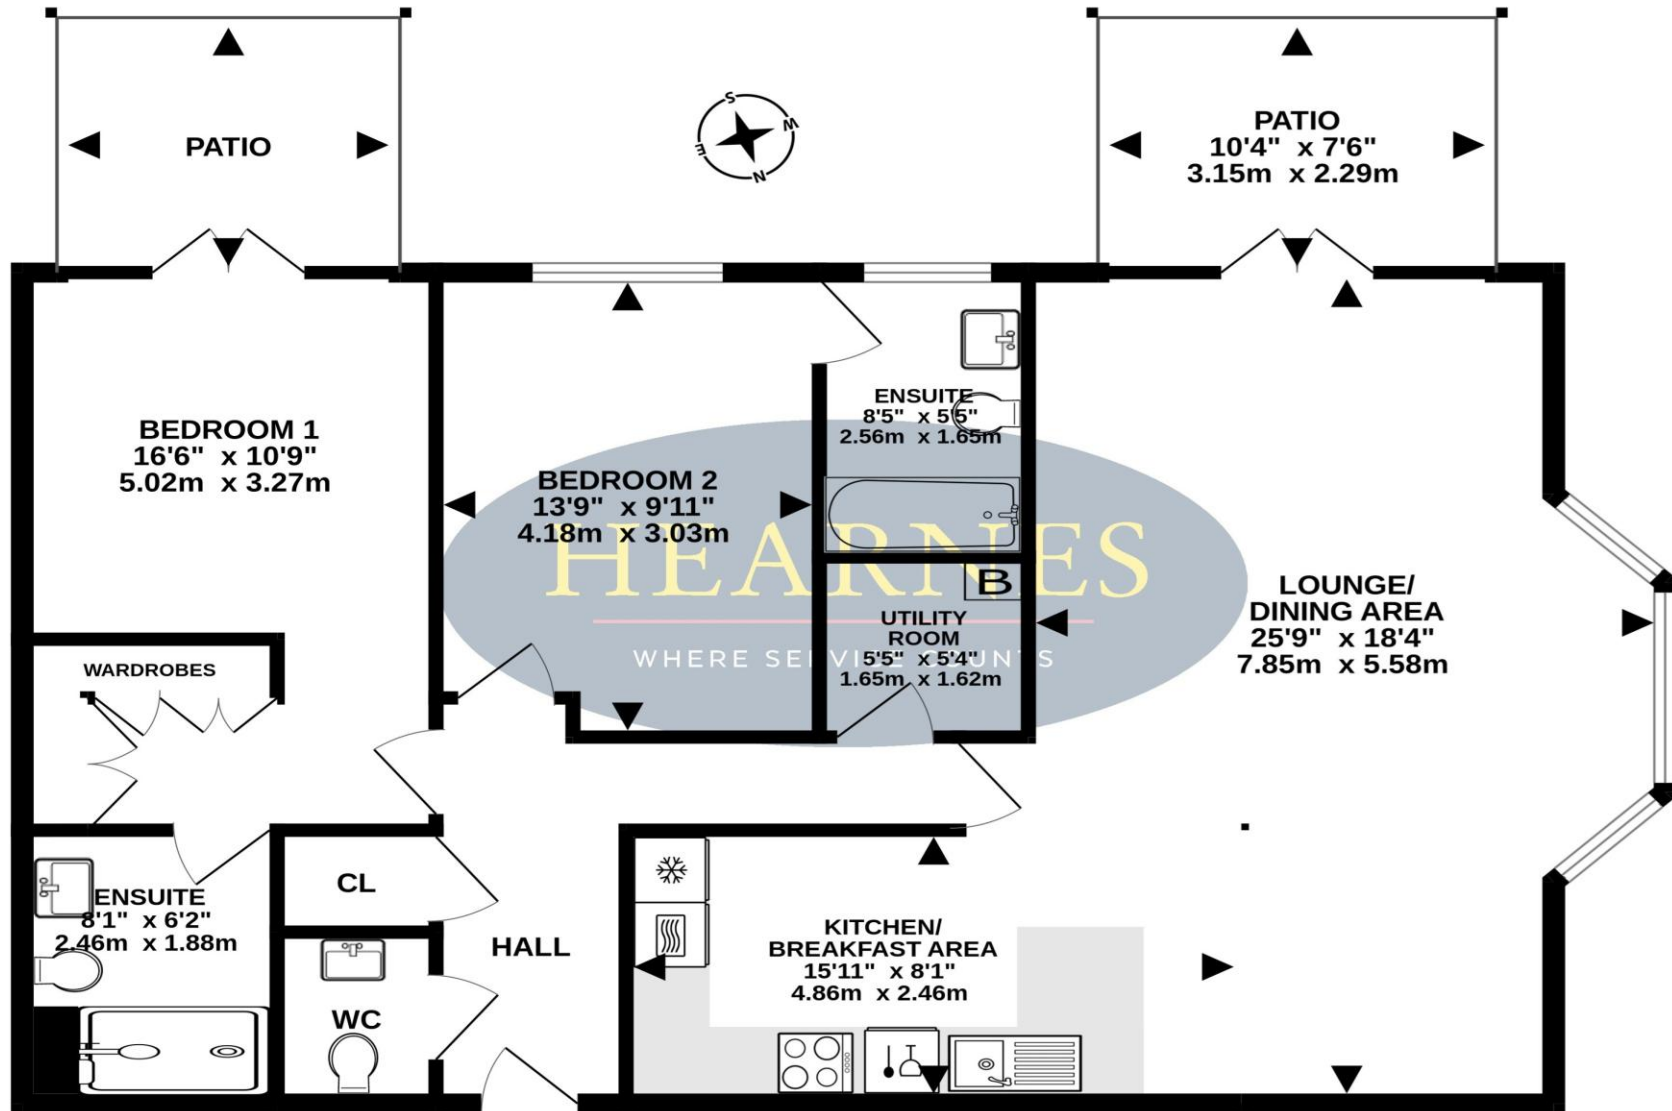 PATIO
PATIO
10'4" x 7'6"
3.15m x 2.29m
S
W
E
N
BEDROOM 1
16'6" x 10'9"
5.02m x 3.27m
BEDROOM 2
13'9" x 9'11"
4.18m x 3.03m
ENSUITE
8'5" x 5'5"
2.56m x 1.65m
HEARNES
WHERE SERVICE COUNTS
B
UTILITY
ROOM
5'5" x 5'4"
1.65m x 1.62m
LOUNGE/
DINING AREA
25'9" x 18'4"
7.85m x 5.58m
WARDROBES
ENSUITE
8'1" x 6'2"
2.46m x 1.88m
CL
WC
HALL
KITCHEN/
BREAKFAST AREA
15'11" x 8'1"
4.86m x 2.46m